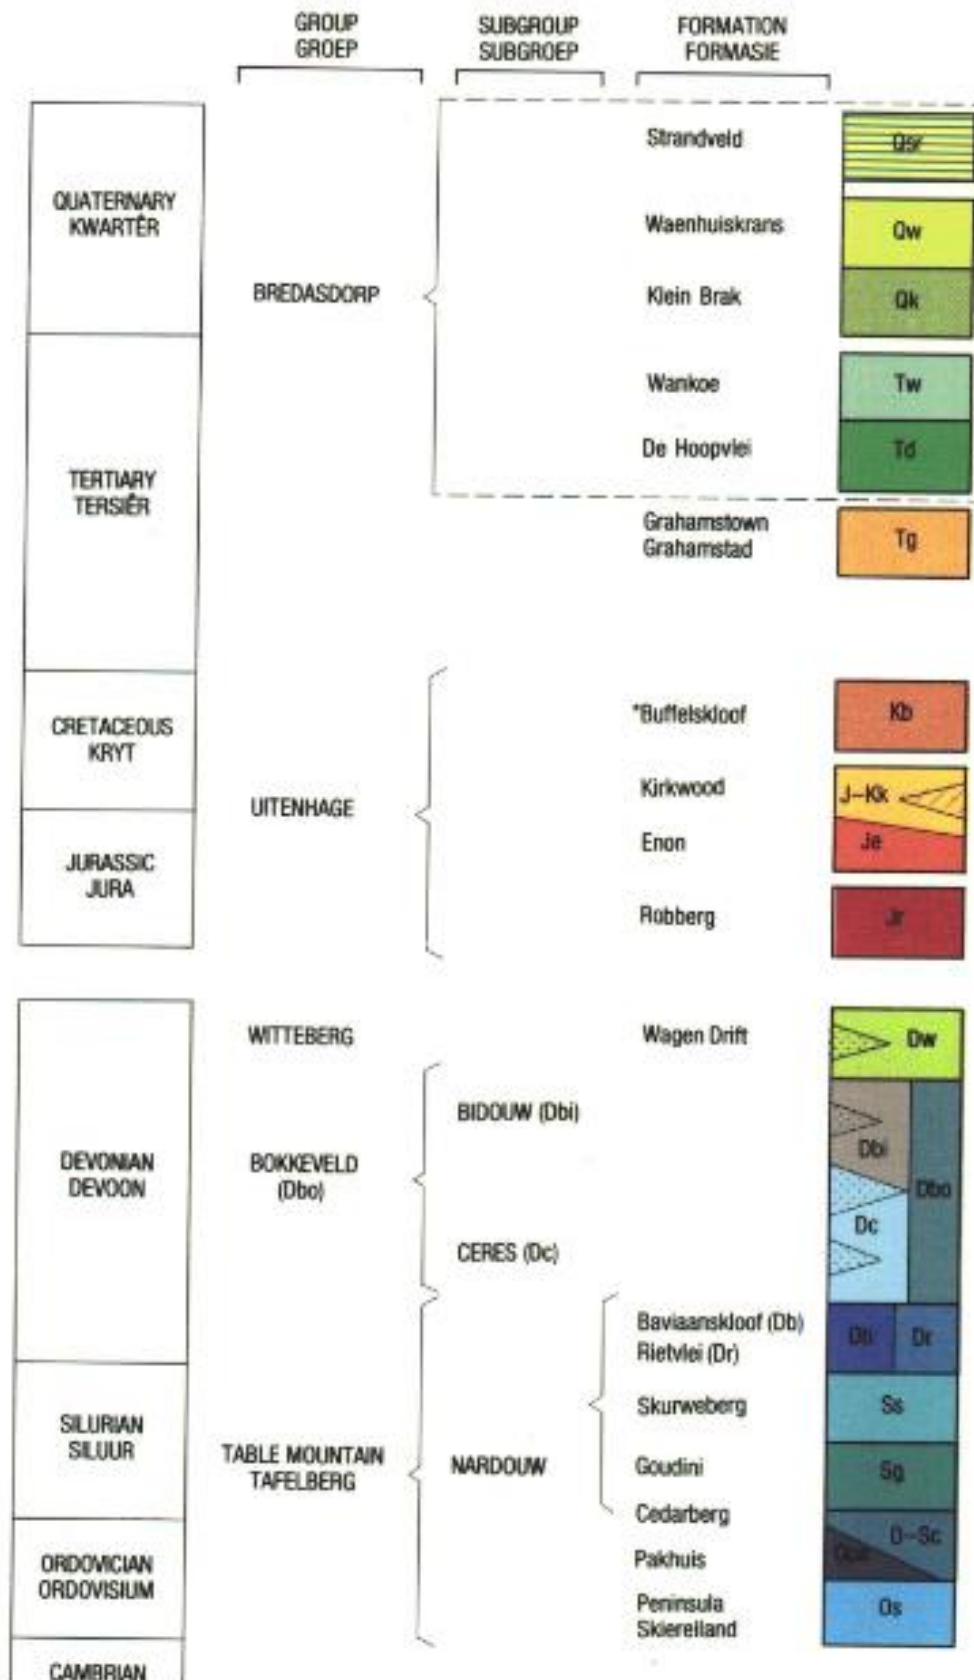 GROUP
GROEP
SUBGROUP
SUBGROEP
FORMATION
FORMASIE
QUATERNARY
KWARTÊR
BREDASDORP
Strandveld
Qsr
Waenhuiskrans
Qw
Klein Brak
Qk
TERTIARY
TERSIÊR
Wankoe
Tw
De Hoopvlei
Td
Grahamstown
Grahamstad
Tg
CRETACEOUS
KRYT
UITENHAGE
*Buffelskloof
Kb
Kirkwood
J–Kk
JURASSIC
JURA
Enon
Je
Robberg
Jr
DEVONIAN
DEVOON
WITTEBERG
Wagen Drift
Dw
BOKKEVELD
(Dbo)
BIDOUW (Dbi)
Dbi
Dbo
CERES (Dc)
Dc
TABLE MOUNTAIN
TAFELBERG
NARDOUW
Baviaanskloof (Db)
Rietvlei (Dr)
Db
Dr
SILURIAN
SILUUR
Skurweberg
Ss
Goudini
Sg
Cedarberg
O–Sc
ORDOVICIAN
ORDOVISIUM
Pakhuis
Peninsula
Skiereiland
Os
CAMBRIAN